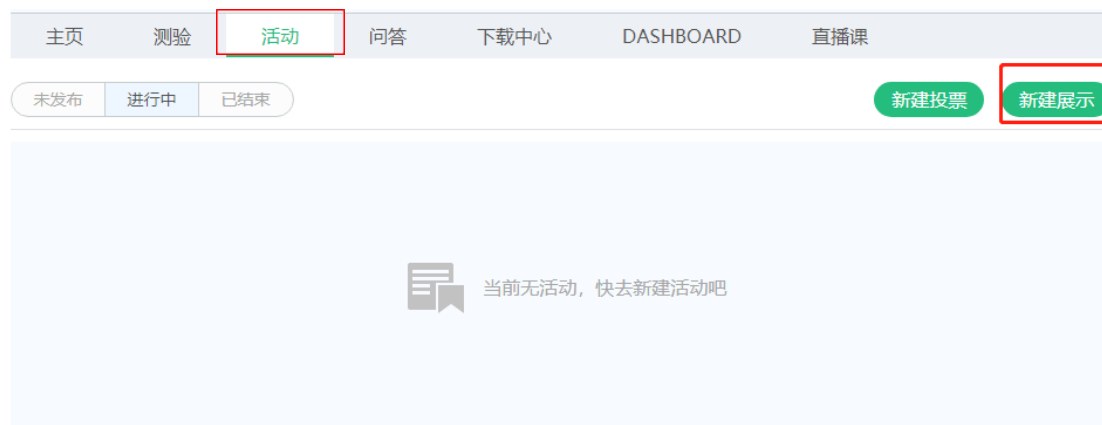 主页 测验 活动 问答 下载中心 DASHBOARD 直播课
未发布 进行中 已结束 新建投票 新建展示
当前无活动，快去新建活动吧